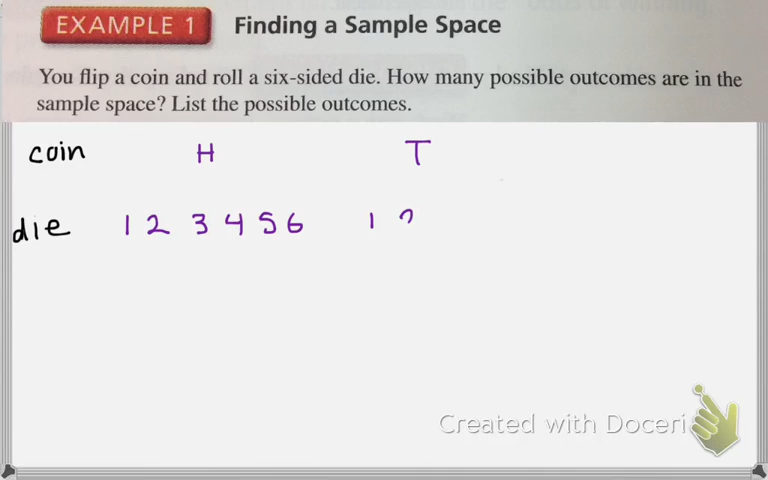 EXAMPLE 1 Finding a Sample Space
You flip a coin and roll a six-sided die. How many possible outcomes are in the
sample space? List the possible outcomes.
coin H T
die 1 2 3 4 5 6 1
Created with Doceri